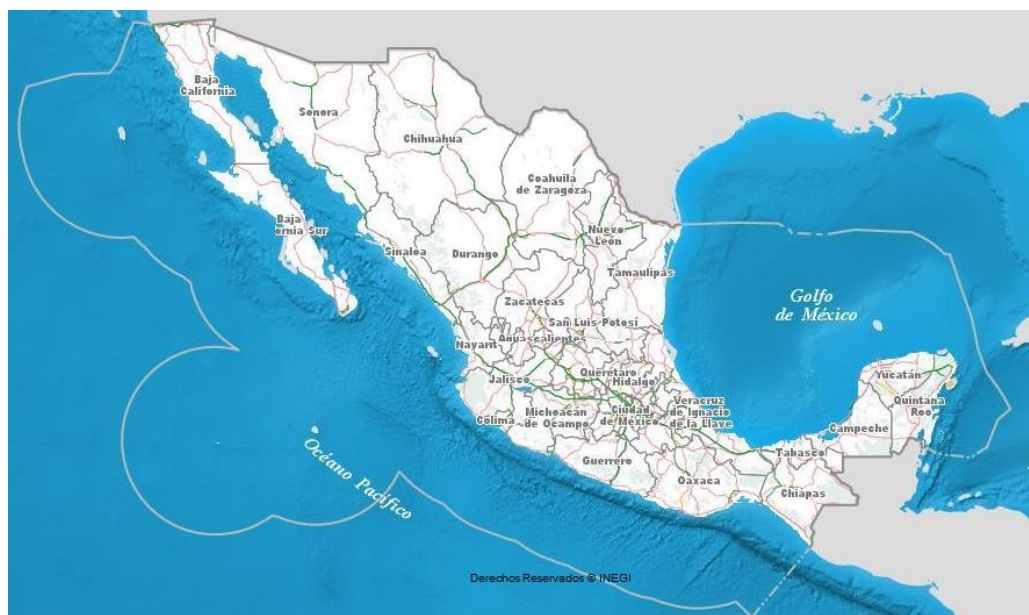 Baja
California
Sonora
Chihuahua
Coahuila
de Zaragoza
Baja
ornia Sur
Sinaloa
Durango
Nuevo
León
Tamaulipás
Zacatecas
San Luis Potosí
Golfo
de México
Nayarit
Aguascalientes
Jalisco
Querétaro
Hidalgo
Yucatán
Quintana
Roo
Colima
Michoacán
de Ocampo
Ciudad
de México
Veracruz
de Ignacio
de la Llave
Campeche
Tabasco
Guerrero
Oaxaca
Chiapas
Océano Pacífico
Derechos Reservados © INEGI